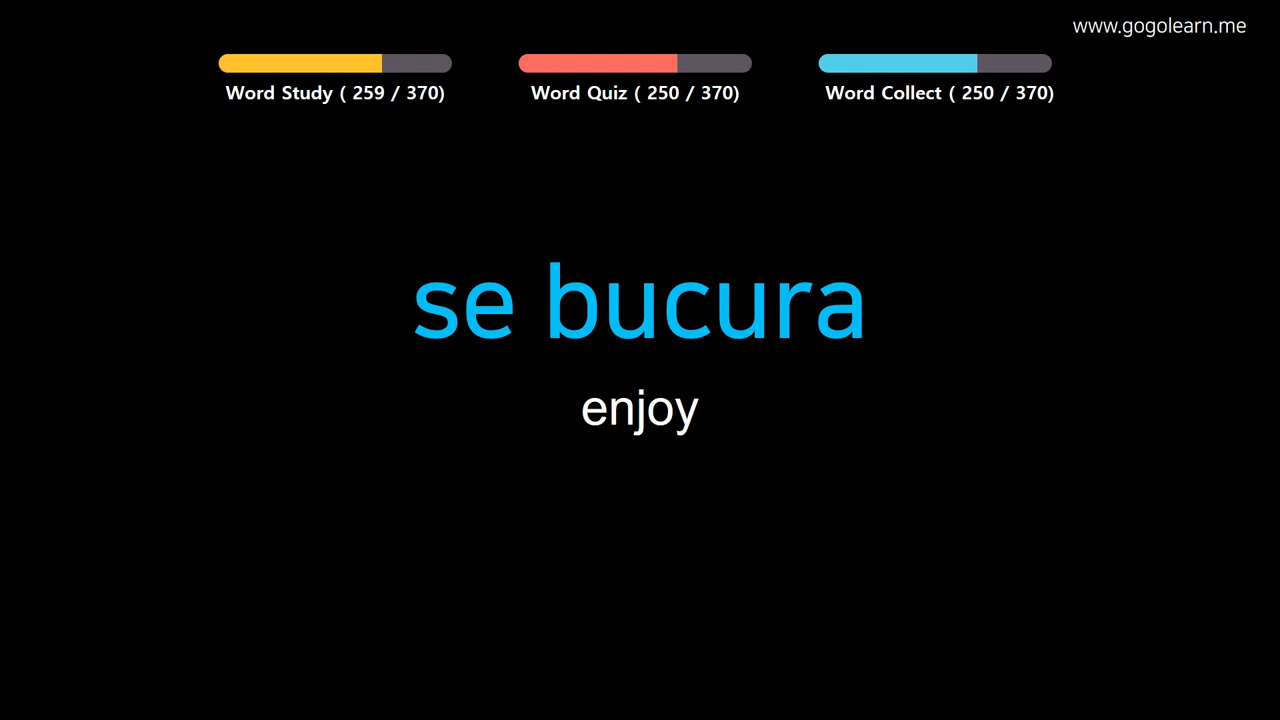 www.gogolearn.me
Word Study ( 259 / 370)
Word Quiz ( 250 / 370)
Word Collect ( 250 / 370)
se bucura
enjoy